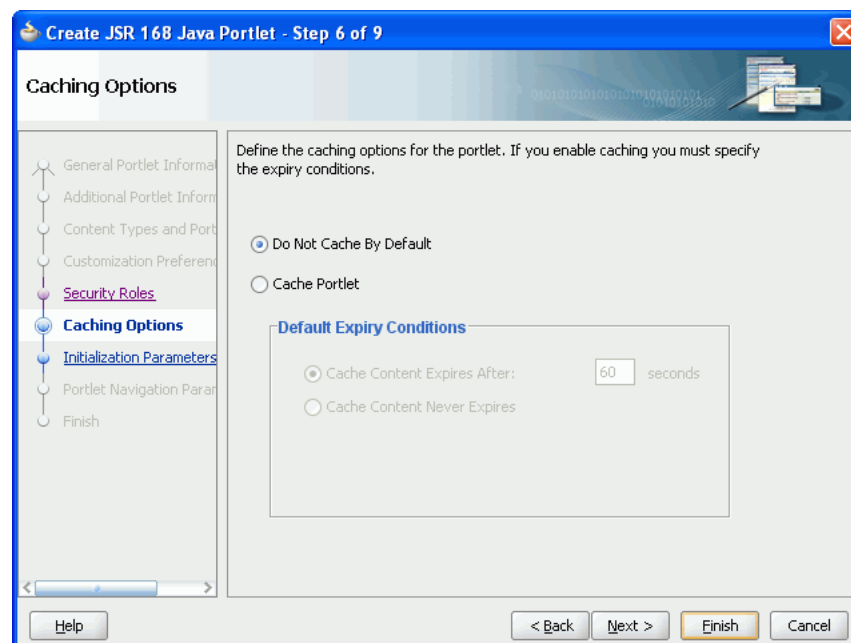 Create JSR 168 Java Portlet - Step 6 of 9
Caching Options
General Portlet Informat
Additional Portlet Inform
Content Types and Port
Customization Preferenc
Security Roles
Caching Options
Initialization Parameters
Portlet Navigation Parar
Finish
Define the caching options for the portlet. If you enable caching you must specify
the expiry conditions.
Do Not Cache By Default
Cache Portlet
Default Expiry Conditions
Cache Content Expires After: 60 seconds
Cache Content Never Expires
Help
< Back
Next >
Finish
Cancel